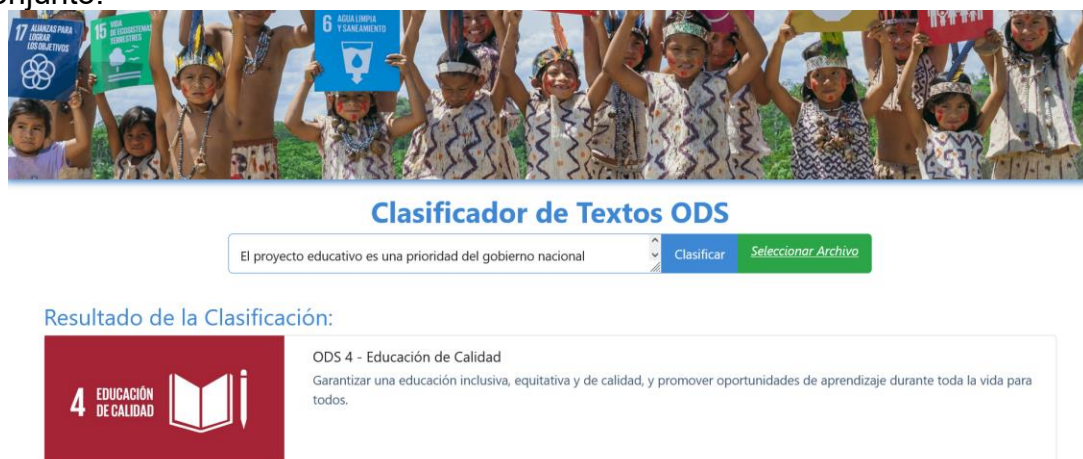 17 ALIANZAS PARA
LOGRAR
LOS OBJETIVOS
15 VIDA
DE ECOSISTEMAS
TERRESTRES
6 AGUA LIMPIA
Y SANEAMIENTO
Clasificador de Textos ODS
El proyecto educativo es una prioridad del gobierno nacional
Clasificar
Seleccionar Archivo
Resultado de la Clasificación:
4 EDUCACIÓN
DE CALIDAD
ODS 4 - Educación de Calidad
Garantizar una educación inclusiva, equitativa y de calidad, y promover oportunidades de aprendizaje durante toda la vida para
todos.